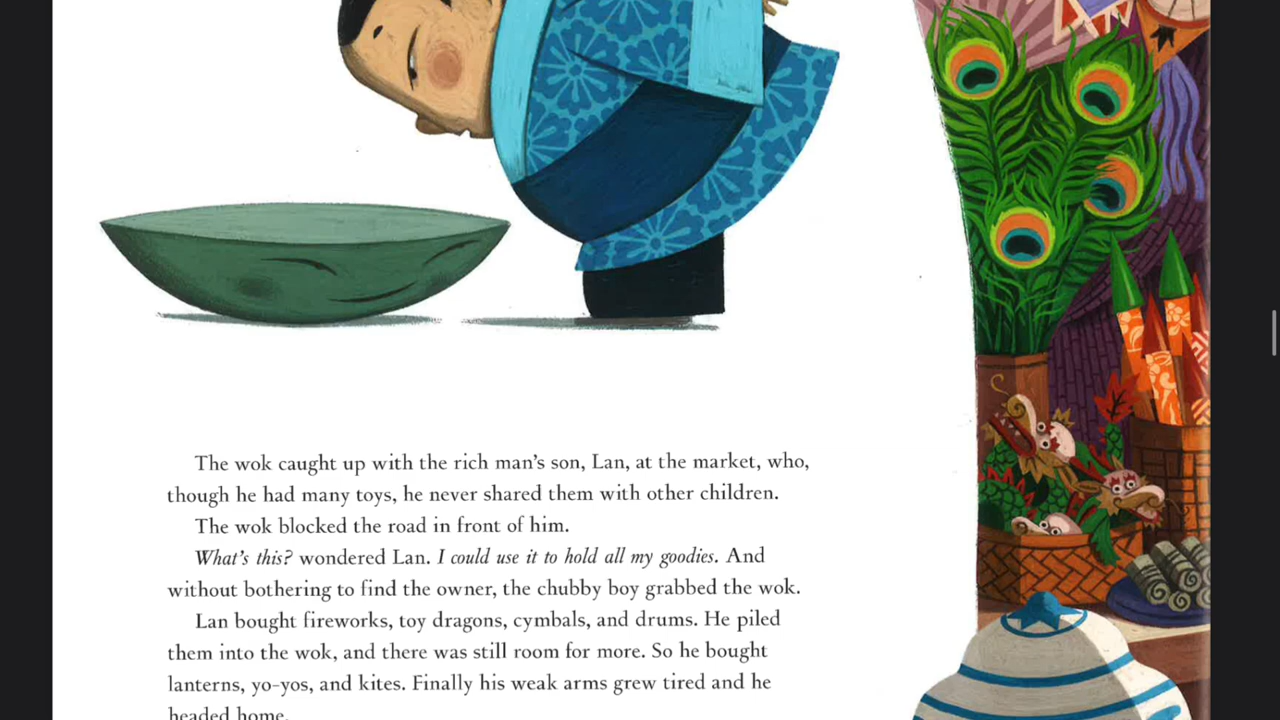 The wok caught up with the rich man's son, Lan, at the market, who,
though he had many toys, he never shared them with other children.
The wok blocked the road in front of him.
What's this? wondered Lan. I could use it to hold all my goodies. And
without bothering to find the owner, the chubby boy grabbed the wok.
Lan bought fireworks, toy dragons, cymbals, and drums. He piled
them into the wok, and there was still room for more. So he bought
lanterns, yo-yos, and kites. Finally his weak arms grew tired and he
headed home.